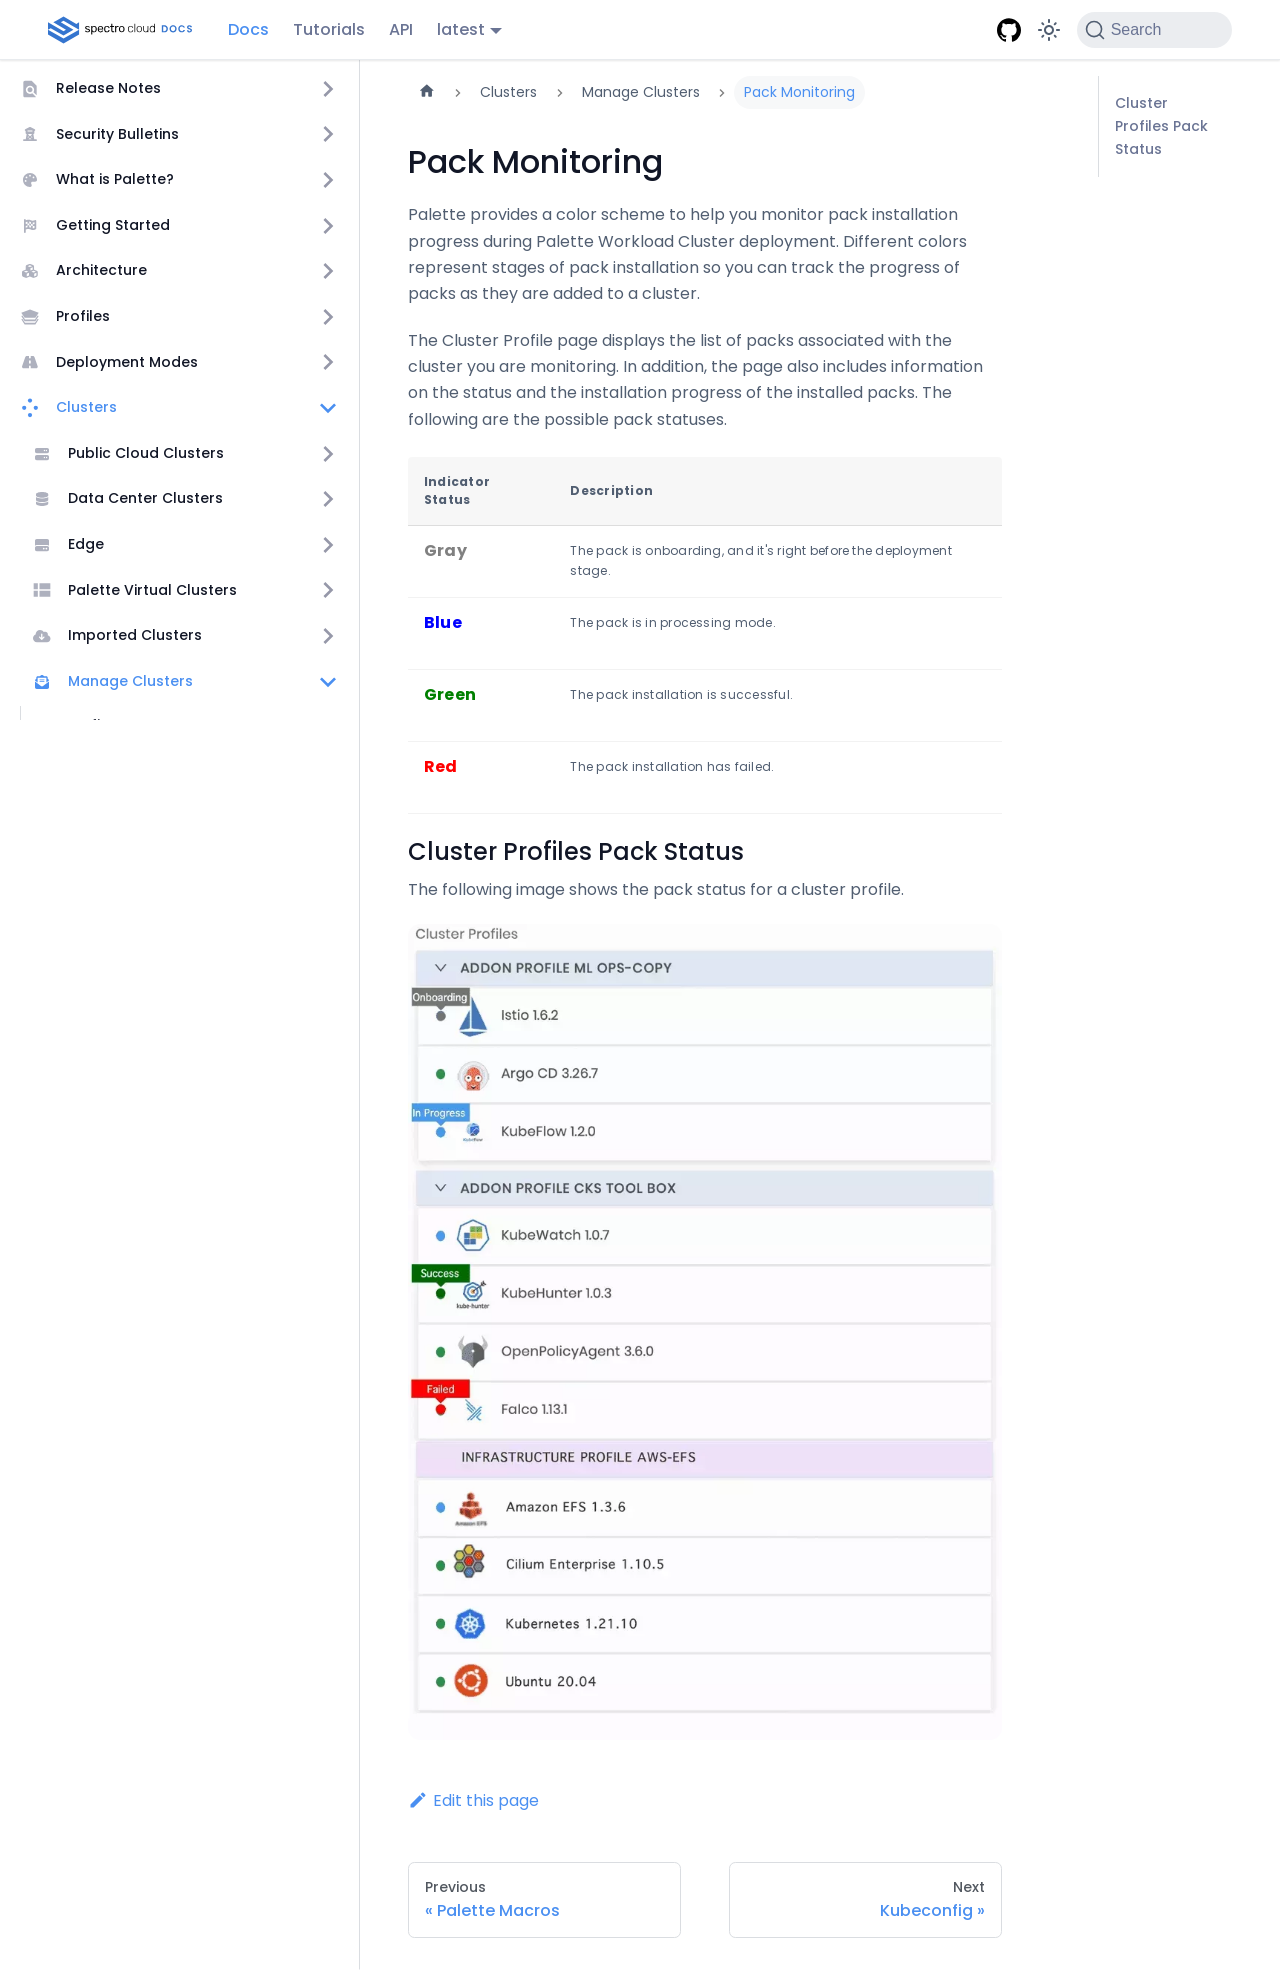 spectro cloud DOCS
Docs
Tutorials
API
latest
Search
Release Notes
Security Bulletins
What is Palette?
Getting Started
Architecture
Profiles
Deployment Modes
Clusters
Public Cloud Clusters
Data Center Clusters
Edge
Palette Virtual Clusters
Imported Clusters
Manage Clusters
Clusters
Manage Clusters
Pack Monitoring
Pack Monitoring
Palette provides a color scheme to help you monitor pack installation
progress during Palette Workload Cluster deployment. Different colors
represent stages of pack installation so you can track the progress of
packs as they are added to a cluster.
The Cluster Profile page displays the list of packs associated with the
cluster you are monitoring. In addition, the page also includes information
on the status and the installation progress of the installed packs. The
following are the possible pack statuses.
Indicator
Status
Description
Gray
The pack is onboarding, and it's right before the deployment
stage.
Blue
The pack is in processing mode.
Green
The pack installation is successful.
Red
The pack installation has failed.
Cluster Profiles Pack Status
The following image shows the pack status for a cluster profile.
Cluster Profiles
ADDON PROFILE ML OPS-COPY
Onboarding
Istio 1.6.2
Argo CD 3.26.7
In Progress
KubeFlow 1.2.0
ADDON PROFILE CKS TOOL BOX
KubeWatch 1.0.7
Success
kube-hunter
KubeHunter 1.0.3
OpenPolicyAgent 3.6.0
Failed
Falco 1.13.1
INFRASTRUCTURE PROFILE AWS-EFS
Amazon EFS
Amazon EFS 1.3.6
Cilium Enterprise 1.10.5
Kubernetes 1.21.10
Ubuntu 20.04
Edit this page
Previous
« Palette Macros
Next
Kubeconfig »
Cluster
Profiles Pack
Status